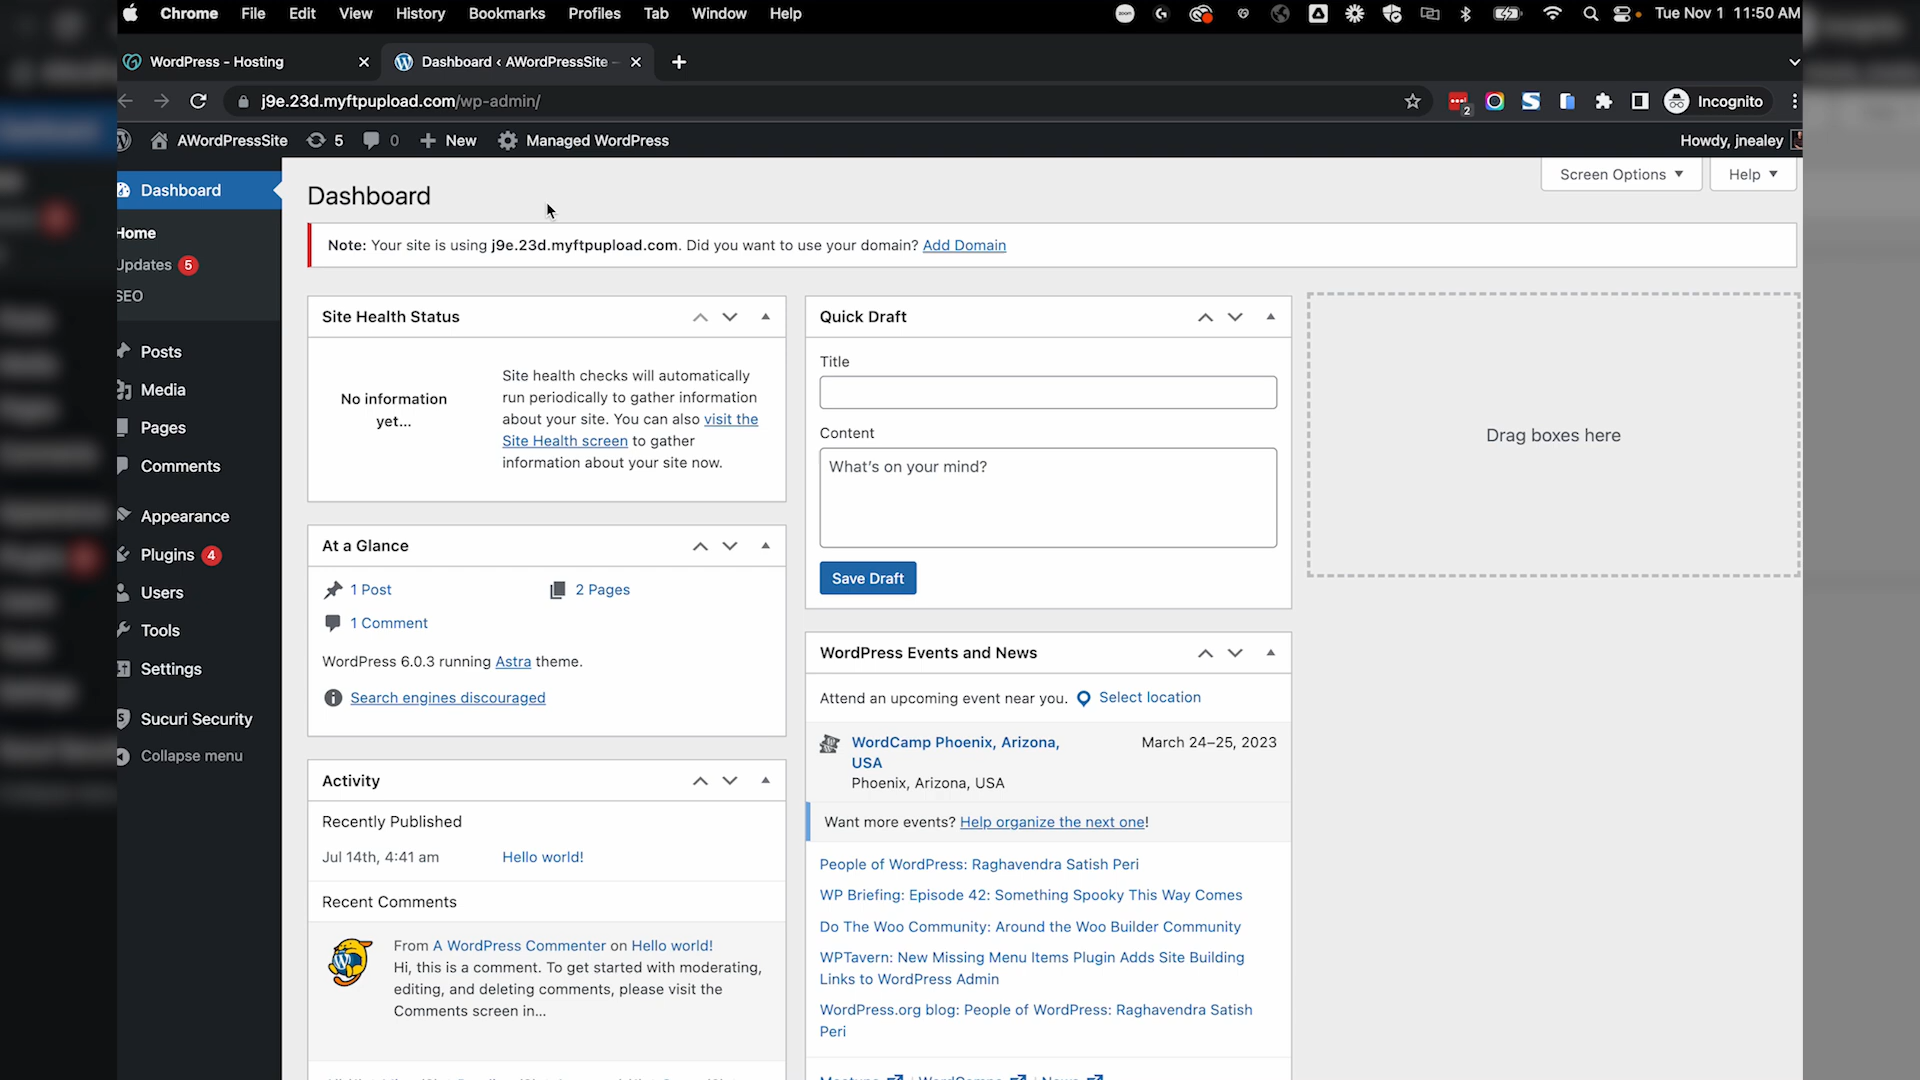 Chrome File Edit View History Bookmarks Profiles Tab Window Help
zoom
Tue Nov 1 11:50 AM
WordPress - Hosting
Dashboard ‹ AWordPressSite –
j9e.23d.myftpupload.com/wp-admin/
2
Incognito
AWordPressSite 5 0 New Managed WordPress
Howdy, jnealey
Dashboard
Home
Updates 5
SEO
Posts
Media
Pages
Comments
Appearance
Plugins 4
Users
Tools
Settings
Sucuri Security
Collapse menu
Dashboard
Screen Options
Help
Note: Your site is using j9e.23d.myftpupload.com. Did you want to use your domain? Add Domain
Site Health Status
No information
yet...
Site health checks will automatically
run periodically to gather information
about your site. You can also visit the
Site Health screen to gather
information about your site now.
At a Glance
1 Post
2 Pages
1 Comment
WordPress 6.0.3 running Astra theme.
Search engines discouraged
Activity
Recently Published
Jul 14th, 4:41 am Hello world!
Recent Comments
From A WordPress Commenter on Hello world!
Hi, this is a comment. To get started with moderating,
editing, and deleting comments, please visit the
Comments screen in...
Quick Draft
Title
Content
What's on your mind?
Save Draft
WordPress Events and News
Attend an upcoming event near you. Select location
WordCamp Phoenix, Arizona,
USA
Phoenix, Arizona, USA
March 24–25, 2023
Want more events? Help organize the next one!
People of WordPress: Raghavendra Satish Peri
WP Briefing: Episode 42: Something Spooky This Way Comes
Do The Woo Community: Around the Woo Builder Community
WPTavern: New Missing Menu Items Plugin Adds Site Building
Links to WordPress Admin
WordPress.org blog: People of WordPress: Raghavendra Satish
Peri
Drag boxes here